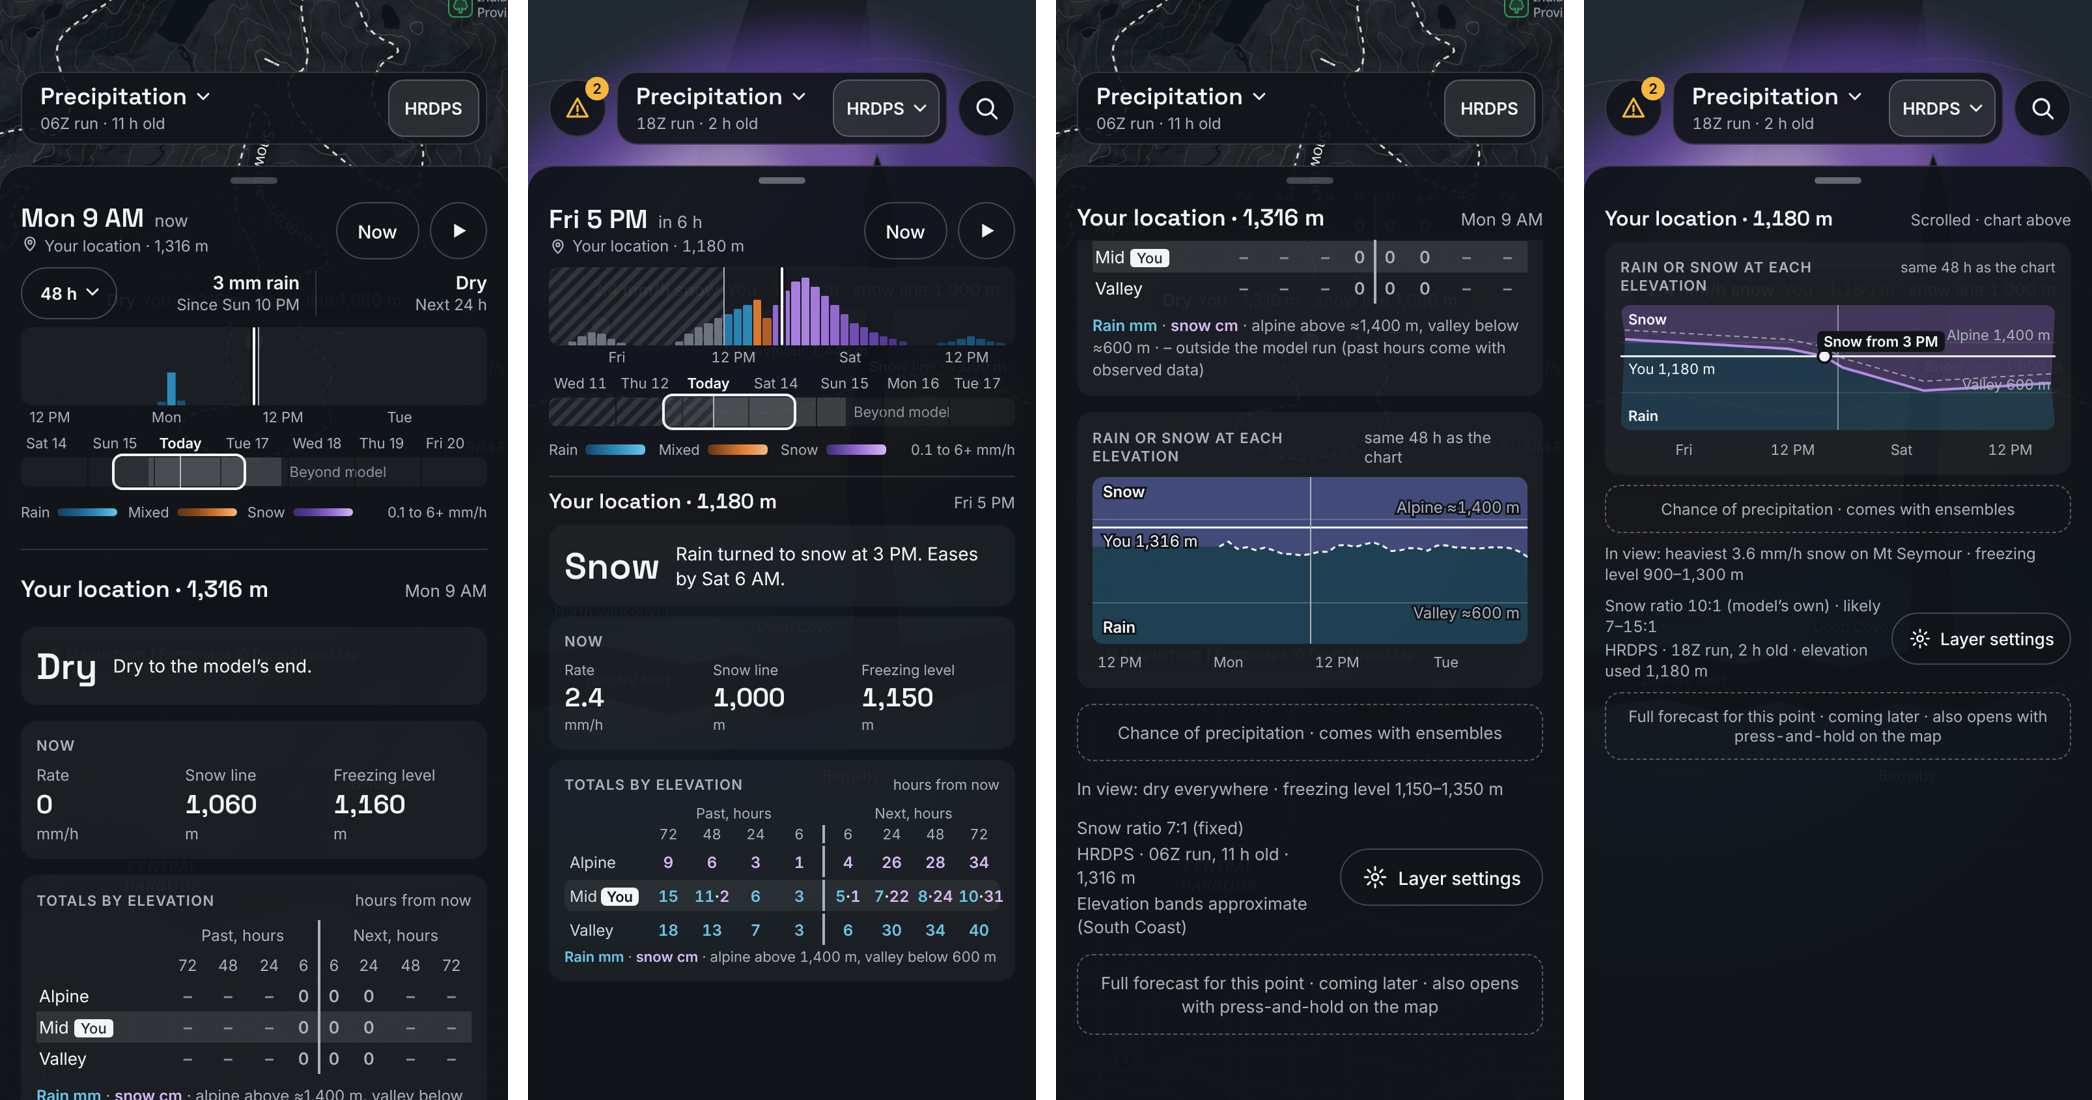 Provi
Precipitation
06Z run · 11 h old
HRDPS
Snow
Mon 9 AM now
Your location · 1,316 m
Now
48 h
3 mm rain
Since Sun 10 PM
Dry
Next 24 h
12 PM Mon 12 PM Tue
Sat 14 Sun 15 Today Tue 17 Wed 18 Thu 19 Fri 20
Beyond model
Rain Mixed Snow 0.1 to 6+ mm/h
Your location · 1,316 m Mon 9 AM
Dry Dry to the model’s end.
NOW
Rate Snow line Freezing level
0 1,060 1,160
mm/h m m
TOTALS BY ELEVATION hours from now
Past, hours Next, hours
72 48 24 6 6 24 48 72
Alpine – – – 0 0 0 – –
Mid You – – – 0 0 0 – –
Valley – – – 0 0 0 – –
Rain mm · snow cm · alpine above ≈1,400 m, valley below
2
Precipitation
18Z run · 2 h old
HRDPS
Fri 5 PM in 6 h
Your location · 1,180 m
Now
Fri 12 PM Sat 12 PM
Wed 11 Thu 12 Today Sat 14 Sun 15 Mon 16 Tue 17
Beyond model
Rain Mixed Snow 0.1 to 6+ mm/h
Your location · 1,180 m Fri 5 PM
Snow Rain turned to snow at 3 PM. Eases
by Sat 6 AM.
NOW
Rate Snow line Freezing level
2.4 1,000 1,150
mm/h m m
TOTALS BY ELEVATION hours from now
Past, hours Next, hours
72 48 24 6 6 24 48 72
Alpine 9 6 3 1 4 26 28 34
Mid You 15 11·2 6 3 5·1 7·22 8·24 10·31
Valley 18 13 7 3 6 30 34 40
Rain mm · snow cm · alpine above 1,400 m, valley below 600 m
Provi
Precipitation
06Z run · 11 h old
HRDPS
Snow
Your location · 1,316 m Mon 9 AM
Mid You – – – 0 0 0 – –
Valley – – – 0 0 0 – –
Rain mm · snow cm · alpine above ≈1,400 m, valley below
≈600 m · – outside the model run (past hours come with
observed data)
RAIN OR SNOW AT EACH
ELEVATION
same 48 h as the
chart
Snow
Alpine ≈1,400 m
You 1,316 m
Valley ≈600 m
Rain
12 PM Mon 12 PM Tue
Chance of precipitation · comes with ensembles
In view: dry everywhere · freezing level 1,150–1,350 m
Snow ratio 7:1 (fixed)
HRDPS · 06Z run, 11 h old ·
1,316 m
Elevation bands approximate
(South Coast)
Layer settings
Full forecast for this point · coming later · also opens
with press-and-hold on the map
2
Precipitation
18Z run · 2 h old
HRDPS
Your location · 1,180 m Scrolled · chart above
RAIN OR SNOW AT EACH
ELEVATION
same 48 h as the chart
Snow
Snow from 3 PM
Alpine 1,400 m
You 1,180 m
Valley 600 m
Rain
Fri 12 PM Sat 12 PM
Chance of precipitation · comes with ensembles
In view: heaviest 3.6 mm/h snow on Mt Seymour · freezing
level 900–1,300 m
Snow ratio 10:1 (model’s own) · likely
7–15:1
HRDPS · 18Z run, 2 h old · elevation
used 1,180 m
Layer settings
Full forecast for this point · coming later · also opens with
press-and-hold on the map